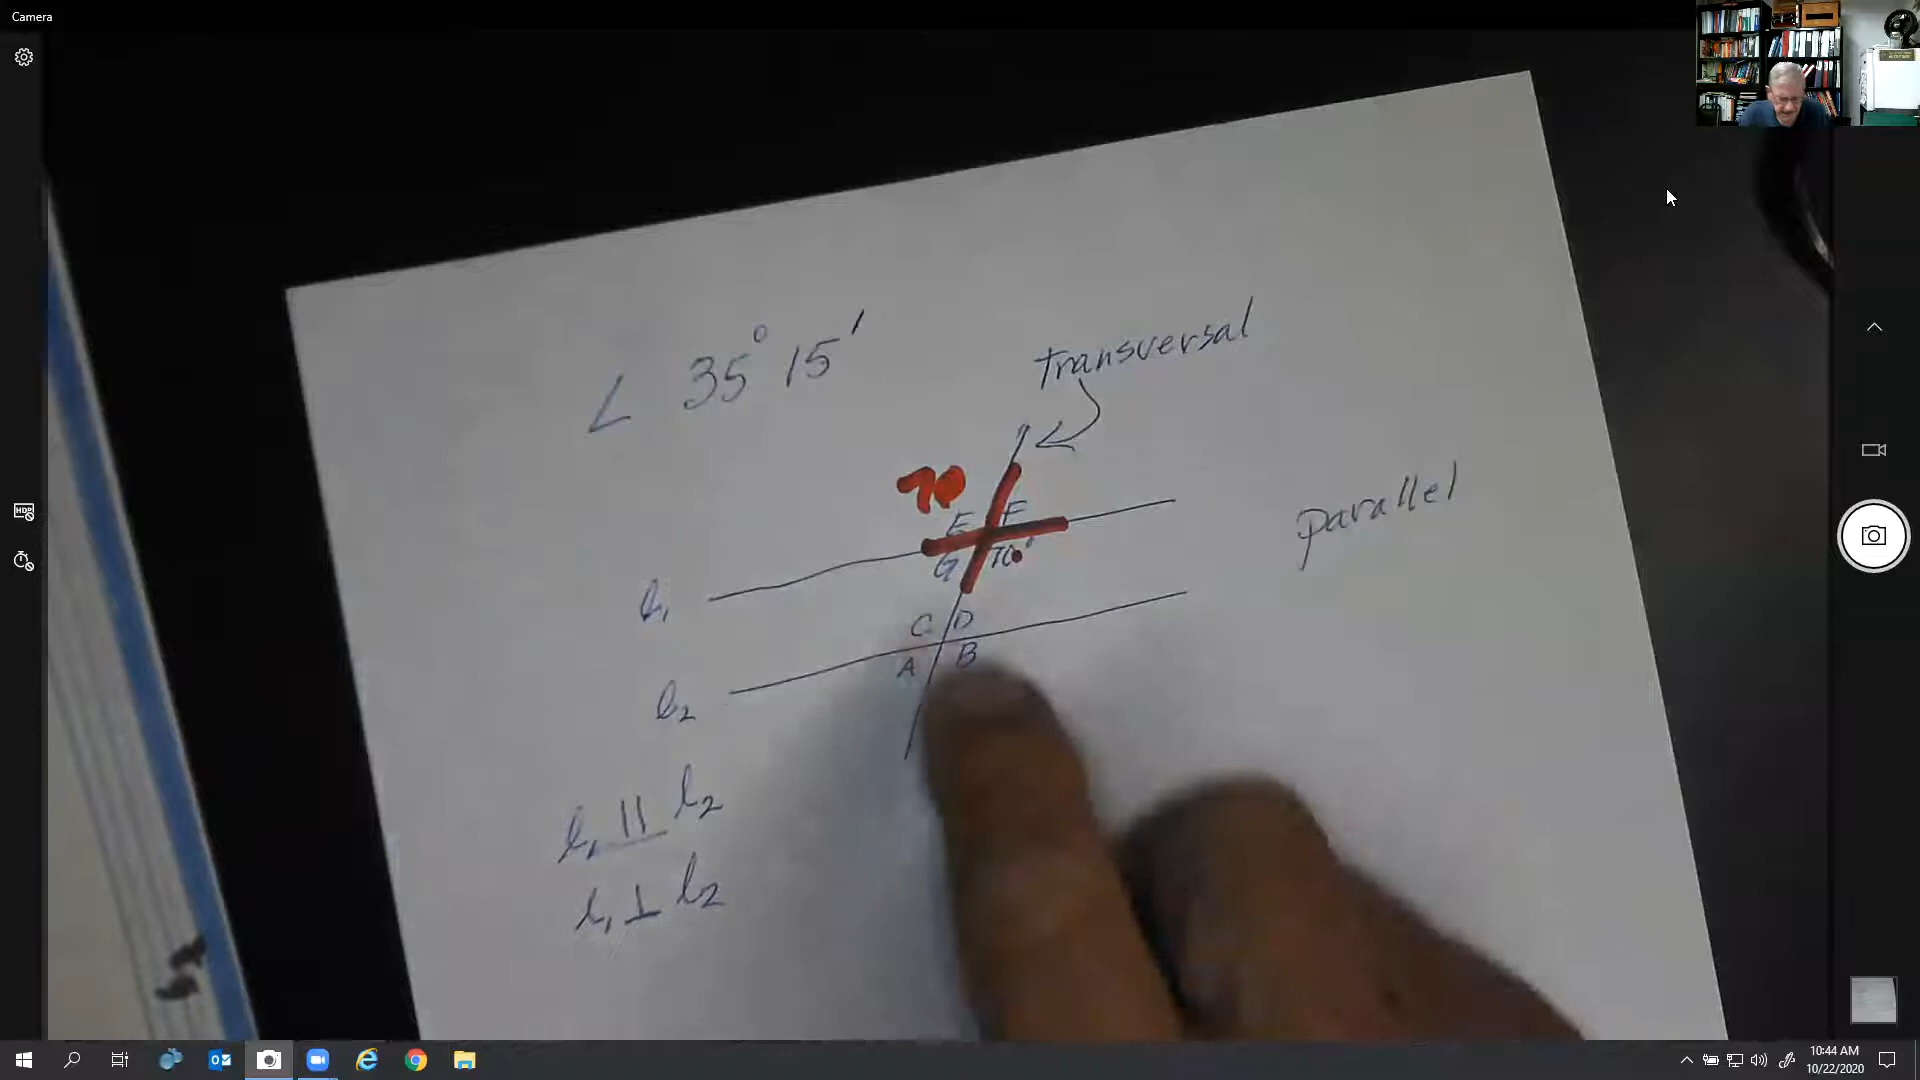 Camera
∠ 35° 15'
transversal
70
E F
G 70°
parallel
l₁
C D
A B
l₂
l₁ || l₂
l₁ ⊥ l₂
10:44 AM
10/22/2020